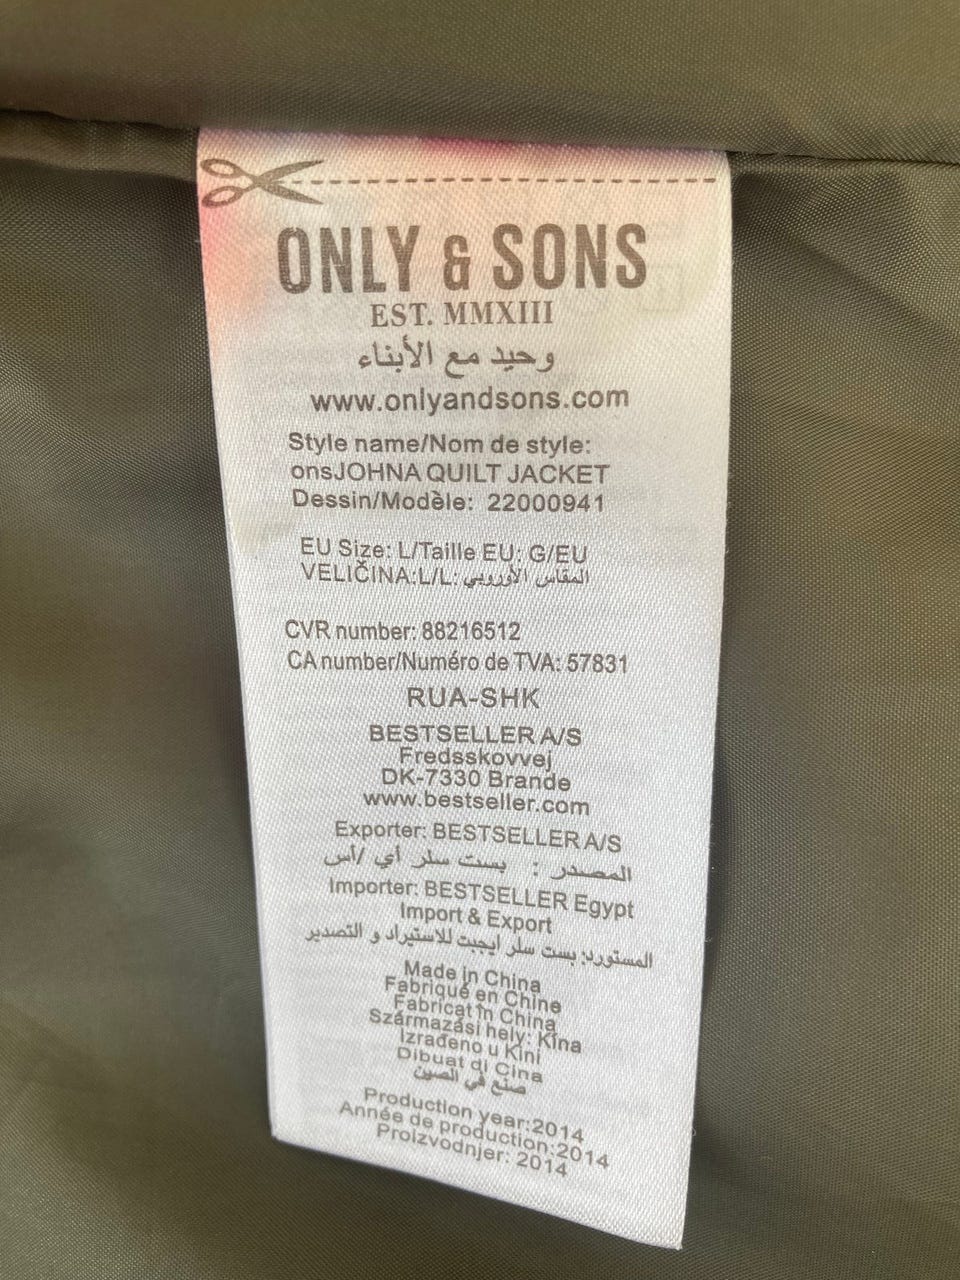 ONLY & SONS
EST. MMXIII
وحيد مع الأبناء
www.onlyandsons.com
Style name/Nom de style:
onsJOHNA QUILT JACKET
Dessin/Modèle: 22000941
EU Size: L/Taille EU: G/EU
VELIČINA:L/L: المقاس الأوروبي
CVR number: 88216512
CA number/Numéro de TVA: 57831
RUA-SHK
BESTSELLER A/S
Fredsskovvej
DK-7330 Brande
www.bestseller.com
Exporter: BESTSELLER A/S
المصدر : بست سلر أي /أس
Importer: BESTSELLER Egypt
Import & Export
المستورد: بست سلر ايجبت للاستيراد و التصدير
Made in China
Fabriqué en Chine
Fabricat în China
Származási hely: Kína
Izrađeno u Kini
Dibuat di Cina
صنع في الصين
Production year:2014
Année de production:2014
Proizvodnjer: 2014